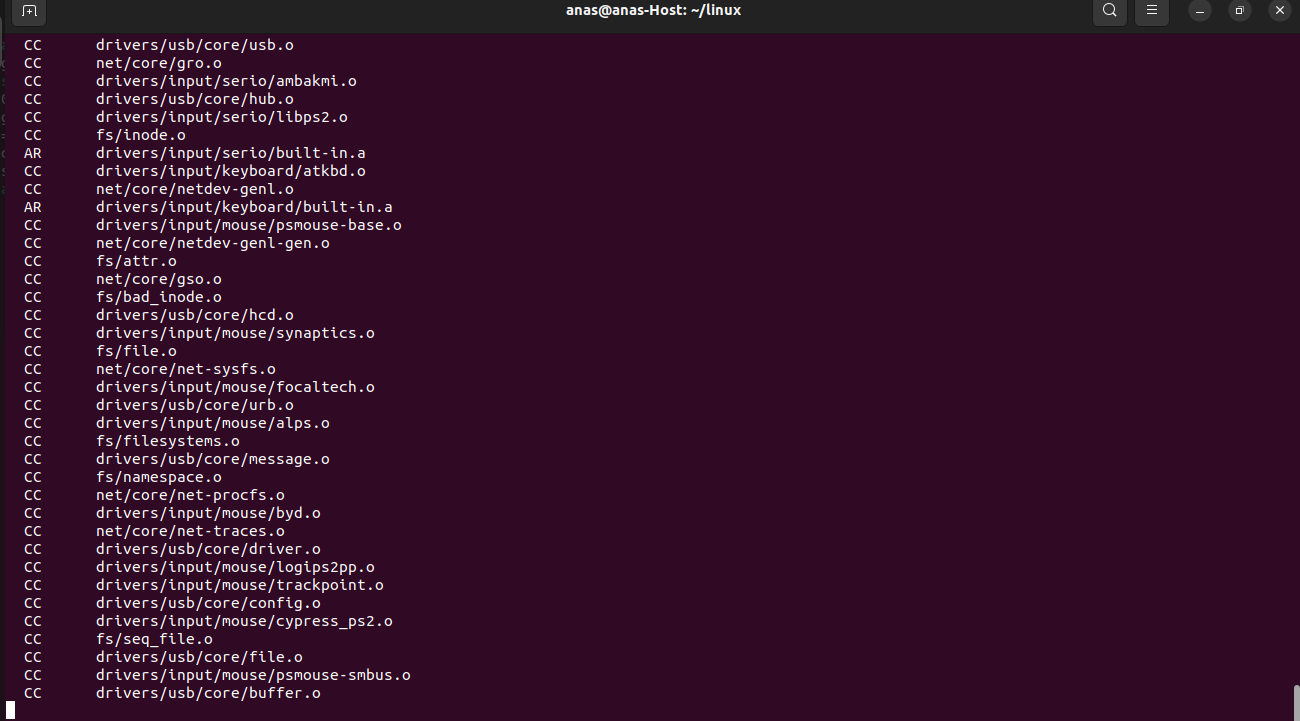 anas@anas-Host: ~/linux
CC drivers/usb/core/usb.o
CC net/core/gro.o
CC drivers/input/serio/ambakmi.o
CC drivers/usb/core/hub.o
CC drivers/input/serio/libps2.o
CC fs/inode.o
AR drivers/input/serio/built-in.a
CC drivers/input/keyboard/atkbd.o
CC net/core/netdev-genl.o
AR drivers/input/keyboard/built-in.a
CC drivers/input/mouse/psmouse-base.o
CC net/core/netdev-genl-gen.o
CC fs/attr.o
CC net/core/gso.o
CC fs/bad_inode.o
CC drivers/usb/core/hcd.o
CC drivers/input/mouse/synaptics.o
CC fs/file.o
CC net/core/net-sysfs.o
CC drivers/input/mouse/focaltech.o
CC drivers/usb/core/urb.o
CC drivers/input/mouse/alps.o
CC fs/filesystems.o
CC drivers/usb/core/message.o
CC fs/namespace.o
CC net/core/net-procfs.o
CC drivers/input/mouse/byd.o
CC net/core/net-traces.o
CC drivers/usb/core/driver.o
CC drivers/input/mouse/logips2pp.o
CC drivers/input/mouse/trackpoint.o
CC drivers/usb/core/config.o
CC drivers/input/mouse/cypress_ps2.o
CC fs/seq_file.o
CC drivers/usb/core/file.o
CC drivers/input/mouse/psmouse-smbus.o
CC drivers/usb/core/buffer.o